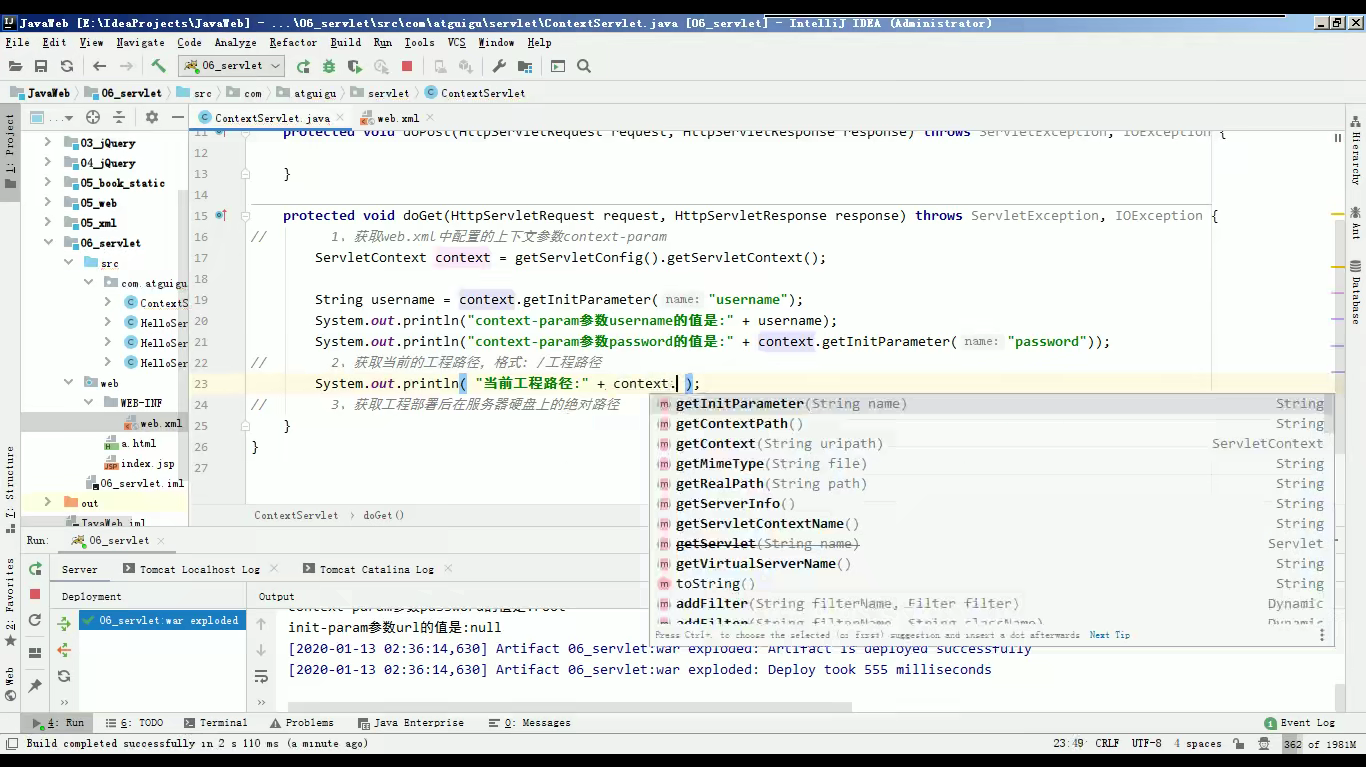 JavaWeb [E:\IdeaProjects\JavaWeb] - ...\06_servlet\src\com\atguigu\servlet\ContextServlet.java [06_servlet] - IntelliJ IDEA (Administrator)
File Edit View Navigate Code Analyze Refactor Build Run Tools VCS Window Help
06_servlet
JavaWeb 06_servlet src com atguigu servlet ContextServlet
1: Project
ContextServlet.java web.xml
Hierarchy
Ant
Database
03_jQuery
04_jQuery
05_book_static
05_web
05_xml
06_servlet
src
com.atguigu
ContextS
HelloSer
HelloSer
HelloSer
web
WEB-INF
web.xml
a.html
index.jsp
06_servlet.iml
out
JavaWeb.iml
11 protected void doPost(HttpServletRequest request, HttpServletResponse response) throws ServletException, IOException {
12
13 }
14
15 protected void doGet(HttpServletRequest request, HttpServletResponse response) throws ServletException, IOException {
16 // 1、获取web.xml中配置的上下文参数context-param
17 ServletContext context = getServletConfig().getServletContext();
18
19 String username = context.getInitParameter( name: "username");
20 System.out.println("context-param参数username的值是:" + username);
21 System.out.println("context-param参数password的值是:" + context.getInitParameter( name: "password"));
22 // 2、获取当前的工程路径，格式: /工程路径
23 System.out.println( "当前工程路径:" + context. );
24 // 3、获取工程部署后在服务器硬盘上的绝对路径
25 }
26 }
27
getInitParameter(String name) String
getContextPath() String
getContext(String uripath) ServletContext
getMimeType(String file) String
getRealPath(String path) String
getServerInfo() String
getServletContextName() String
getServlet(String name) Servlet
getVirtualServerName() String
toString() String
addFilter(String filterName, Filter filter) Dynamic
addFilter(String filterName, String className) Dynamic
Press Ctrl+. to choose the selected (or first) suggestion and insert a dot afterwards Next Tip
ContextServlet › doGet()
7: Structure
2: Favorites
Web
Run: 06_servlet
Server Tomcat Localhost Log Tomcat Catalina Log
Deployment Output
06_servlet:war exploded
context-param参数password的值是:root
init-param参数url的值是:null
[2020-01-13 02:36:14,630] Artifact 06_servlet:war exploded: Artifact is deployed successfully
[2020-01-13 02:36:14,630] Artifact 06_servlet:war exploded: Deploy took 555 milliseconds
4: Run 6: TODO Terminal Problems Java Enterprise 0: Messages 1 Event Log
Build completed successfully in 2 s 110 ms (a minute ago) 23:49 CRLF UTF-8 4 spaces 362 of 1981M